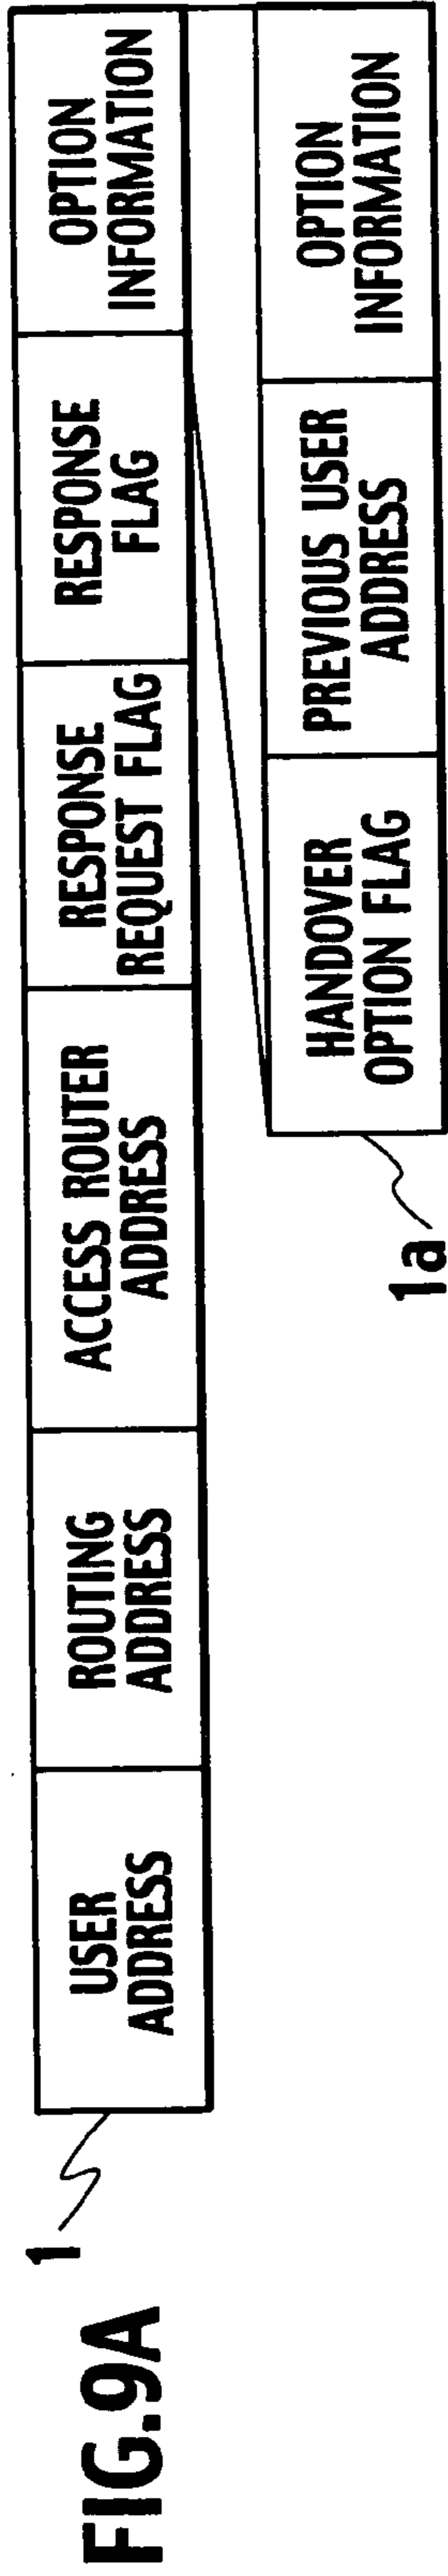 FIG.9A
1
USER
ADDRESS
ROUTING
ADDRESS
ACCESS ROUTER
ADDRESS
RESPONSE
REQUEST FLAG
RESPONSE
FLAG
OPTION
INFORMATION
1a
HANDOVER
OPTION FLAG
PREVIOUS USER
ADDRESS
OPTION
INFORMATION